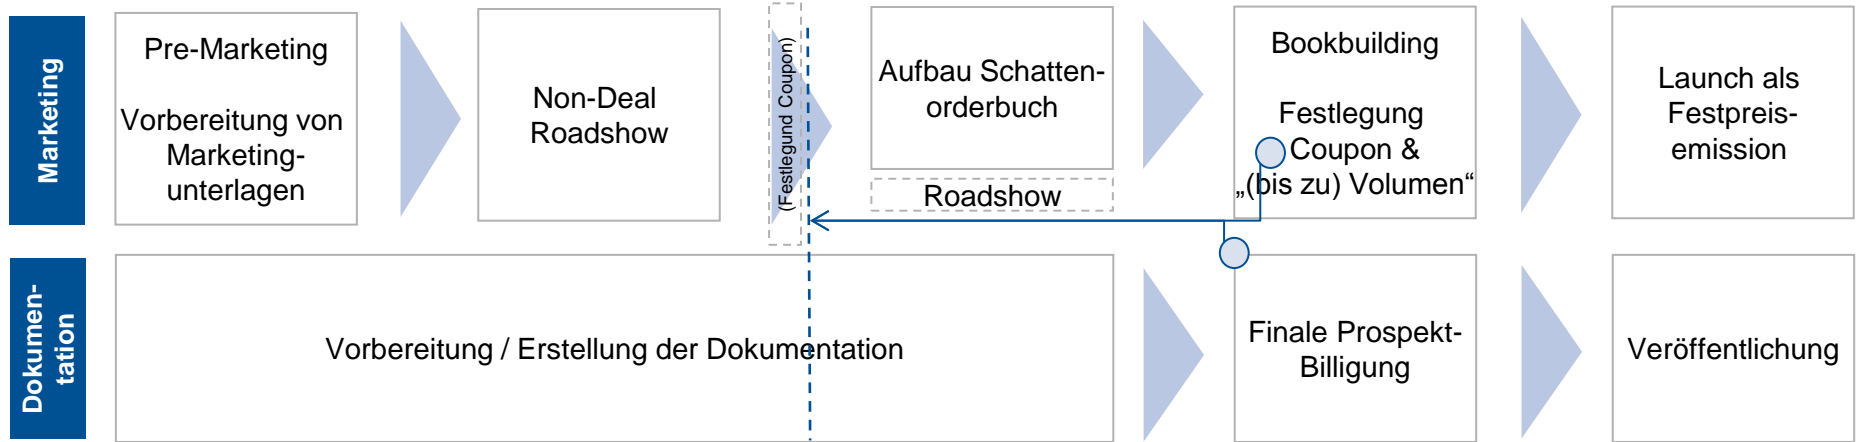 Marketing
Pre-Marketing
Vorbereitung von
Marketing-
unterlagen
Non-Deal
Roadshow
(Festlegund Coupon)
Aufbau Schatten-
orderbuch
Roadshow
Bookbuilding
Festlegung
Coupon &
„(bis zu) Volumen“
Launch als
Festpreis-
emission
Dokumen-
tation
Vorbereitung / Erstellung der Dokumentation
Finale Prospekt-
Billigung
Veröffentlichung